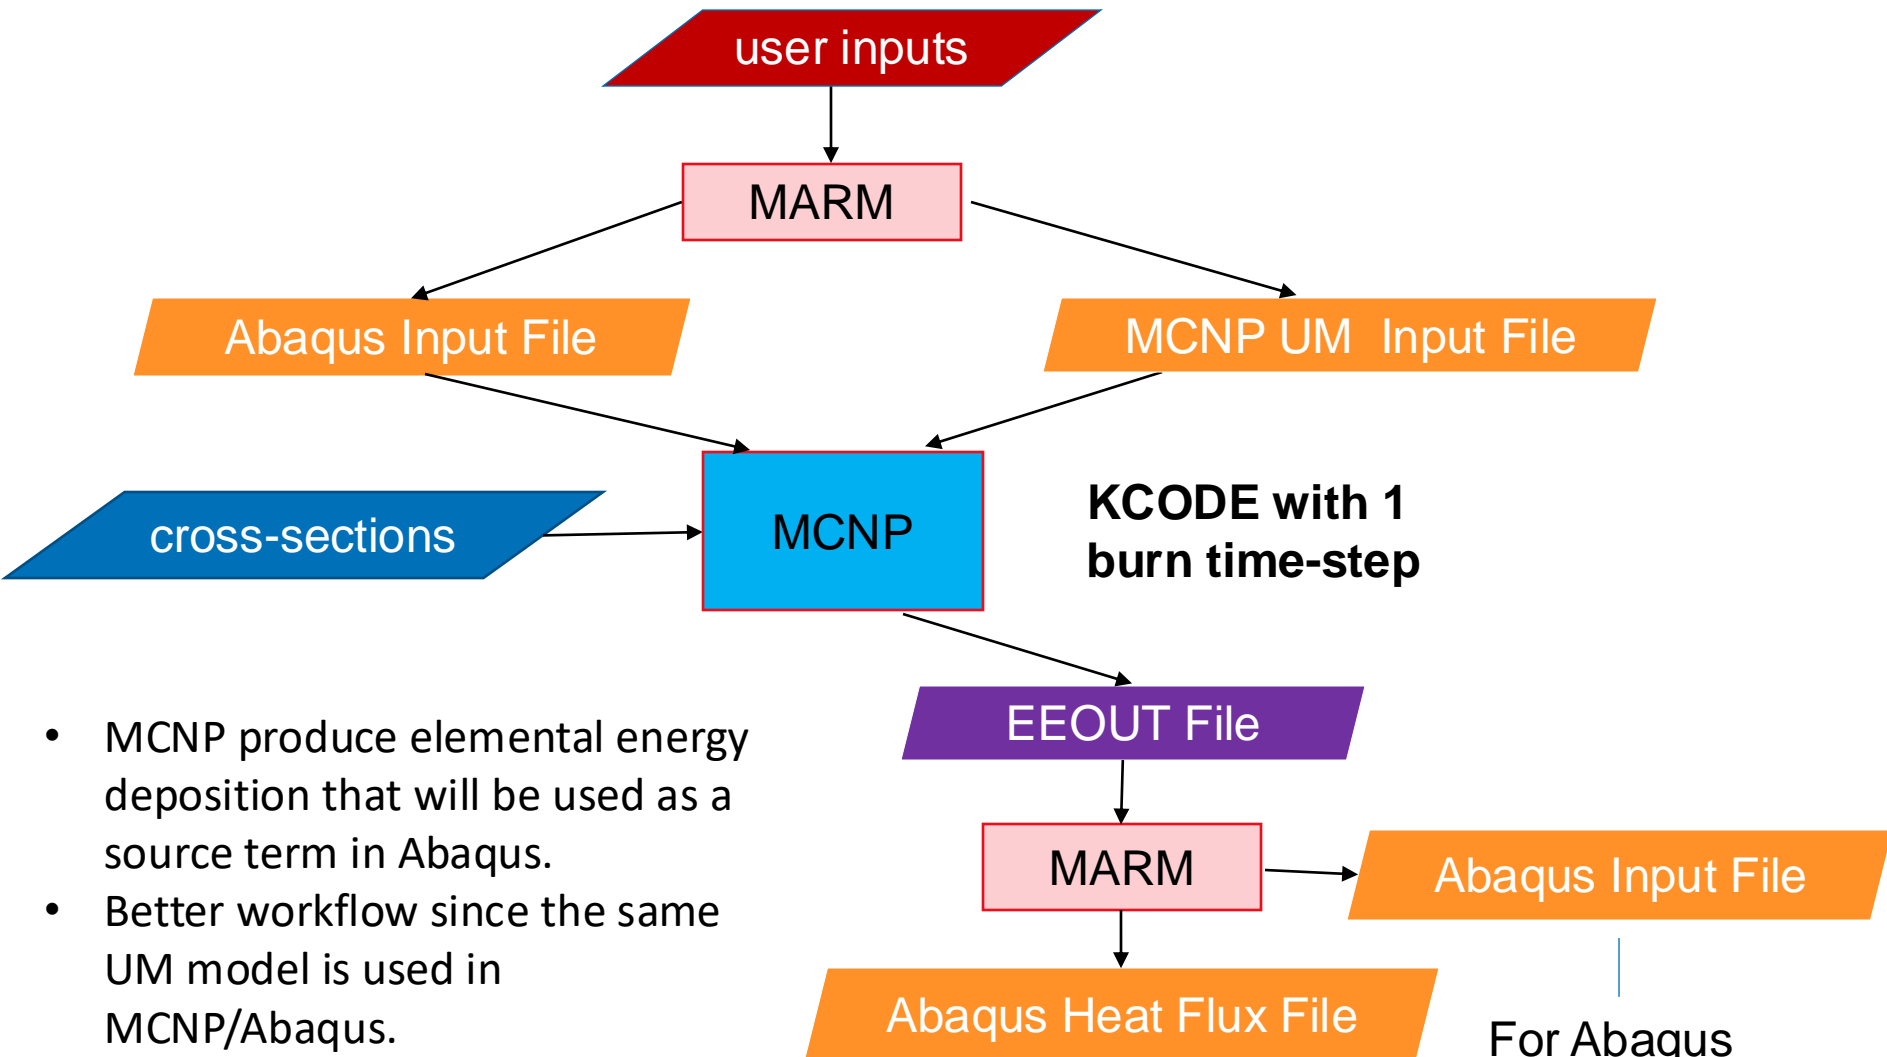 user inputs
MARM
Abaqus Input File
MCNP UM  Input File
cross-sections
MCNP
KCODE with 1
burn time-step
EEOUT File
• MCNP produce elemental energy
deposition that will be used as a
source term in Abaqus.
• Better workflow since the same
UM model is used in
MCNP/Abaqus.
MARM
Abaqus Input File
Abaqus Heat Flux File
For Abaqus